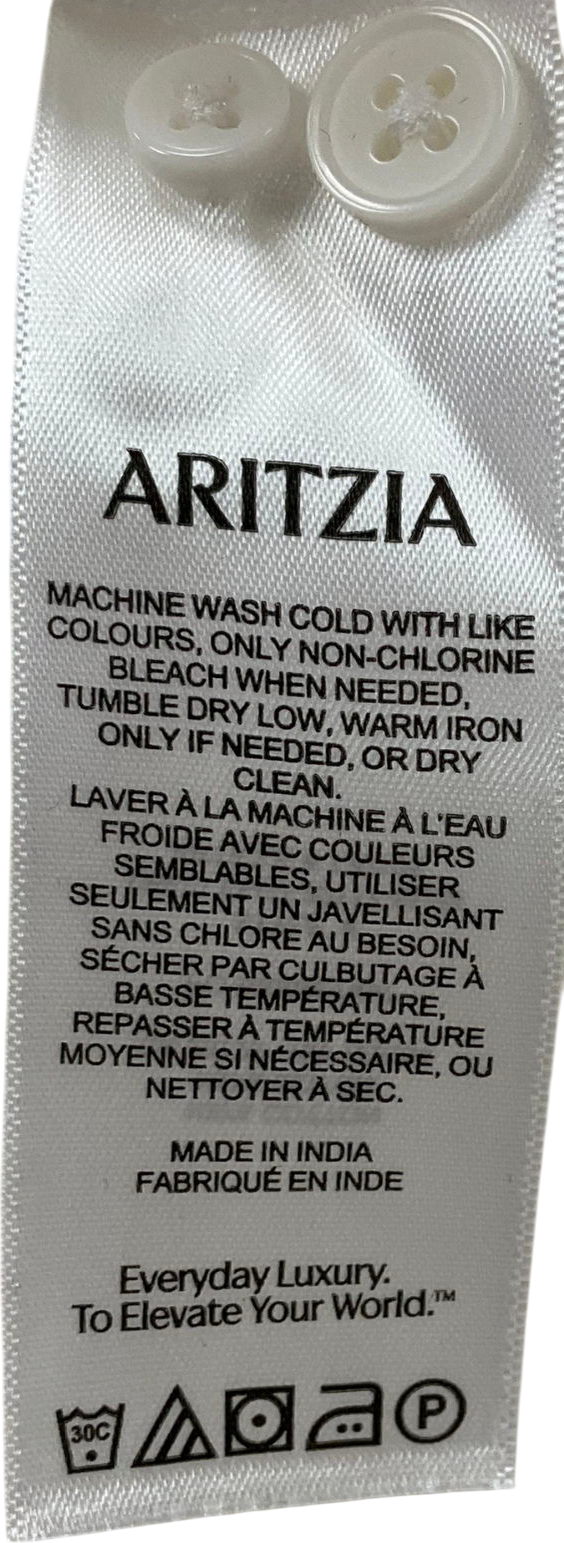 ARITZIA
MACHINE WASH COLD WITH LIKE
COLOURS, ONLY NON-CHLORINE
BLEACH WHEN NEEDED,
TUMBLE DRY LOW, WARM IRON
ONLY IF NEEDED, OR DRY
CLEAN.
LAVER À LA MACHINE À L'EAU
FROIDE AVEC COULEURS
SEMBLABLES, UTILISER
SEULEMENT UN JAVELLISANT
SANS CHLORE AU BESOIN,
SÉCHER PAR CULBUTAGE À
BASSE TEMPÉRATURE,
REPASSER À TEMPÉRATURE
MOYENNE SI NÉCESSAIRE, OU
NETTOYER À SEC.
MADE IN INDIA
FABRIQUÉ EN INDE
Everyday Luxury.
To Elevate Your World.™
30C P